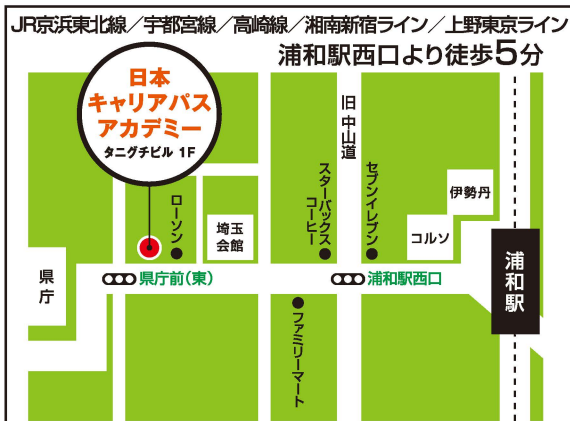 JR京浜東北線／宇都宮線／高崎線／湘南新宿ライン／上野東京ライン
浦和駅西口より徒歩5分
日本
キャリアパス
アカデミー
タニグチビル 1F
旧中山道
ローソン
埼玉
会館
スターバックス
コーヒー
セブンイレブン
コルソ
伊勢丹
浦和駅
県庁
県庁前(東)
浦和駅西口
ファミリーマート